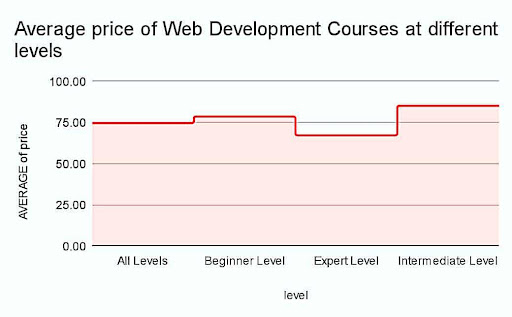 Average price of Web Development Courses at different
levels
100.00
75.00
50.00
25.00
0.00
AVERAGE of price
All Levels
Beginner Level
Expert Level
Intermediate Level
level